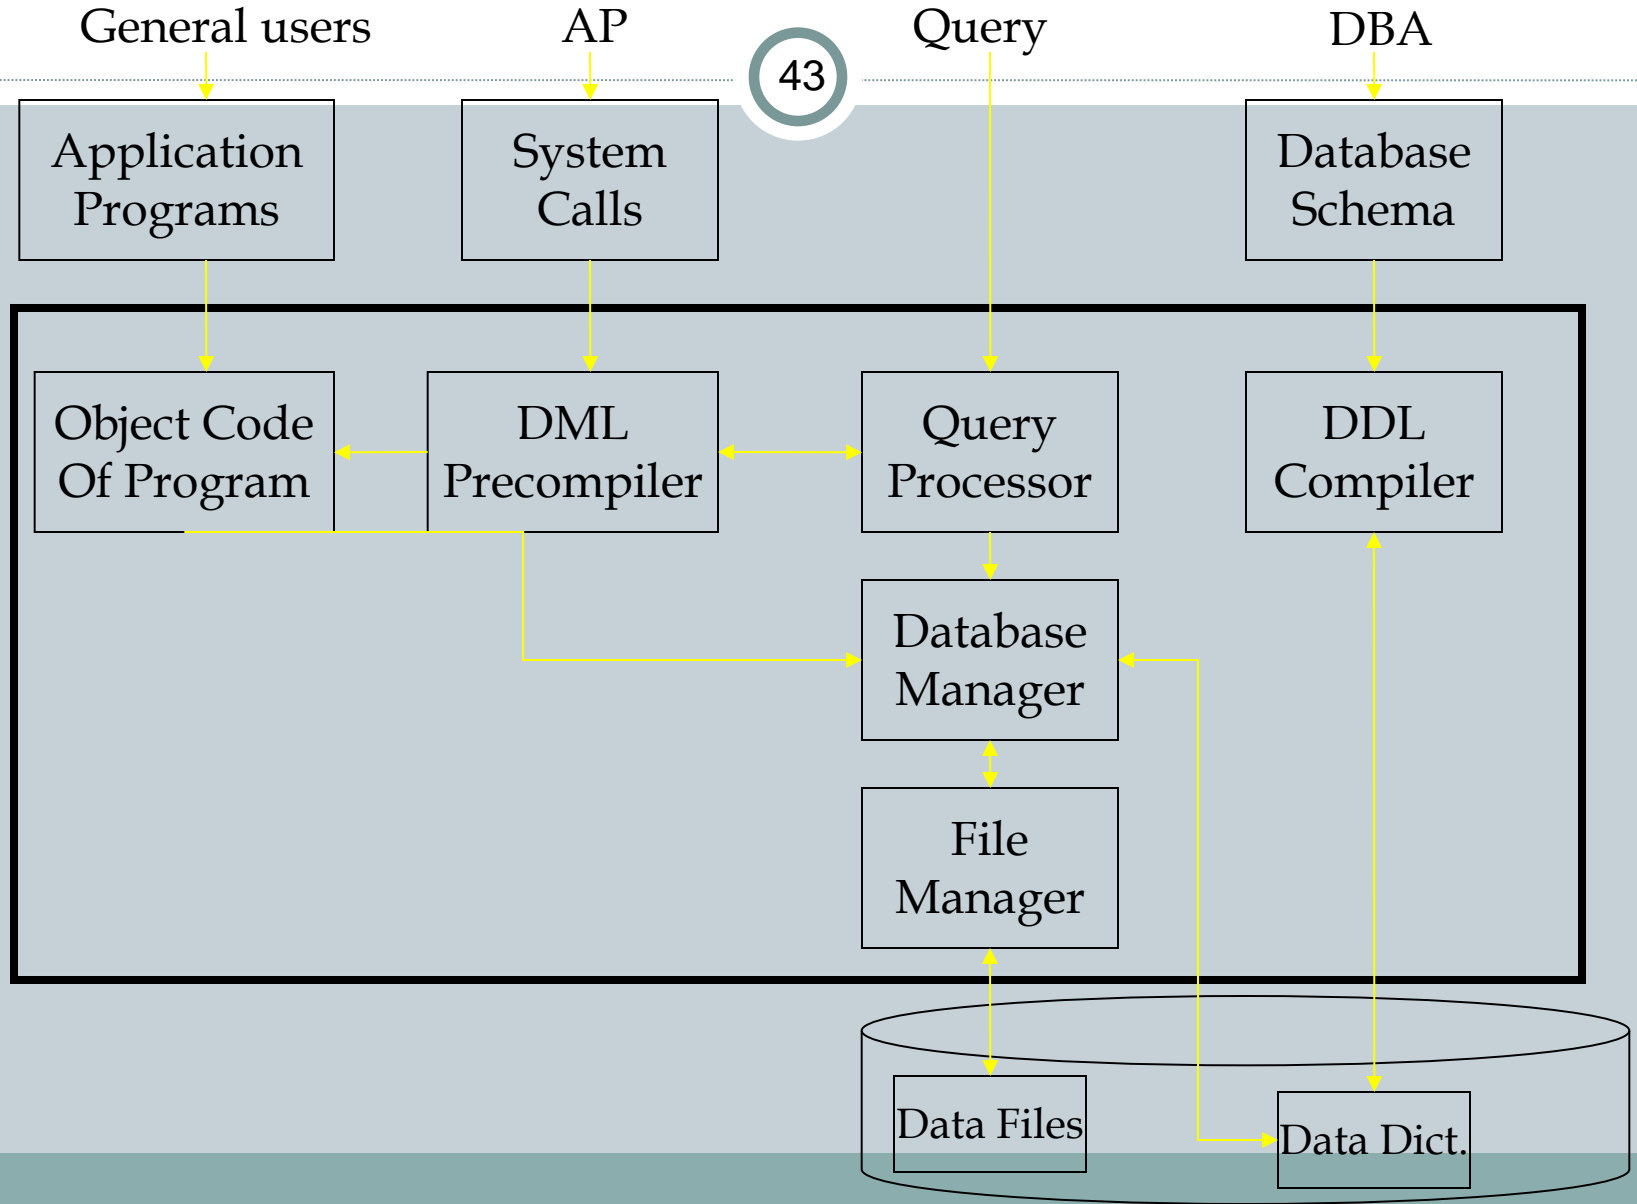 General users
AP
Query
DBA
43
Application
Programs
System
Calls
Database
Schema
Object Code
Of Program
DML
Precompiler
Query
Processor
DDL
Compiler
Database
Manager
File
Manager
Data Files
Data Dict.